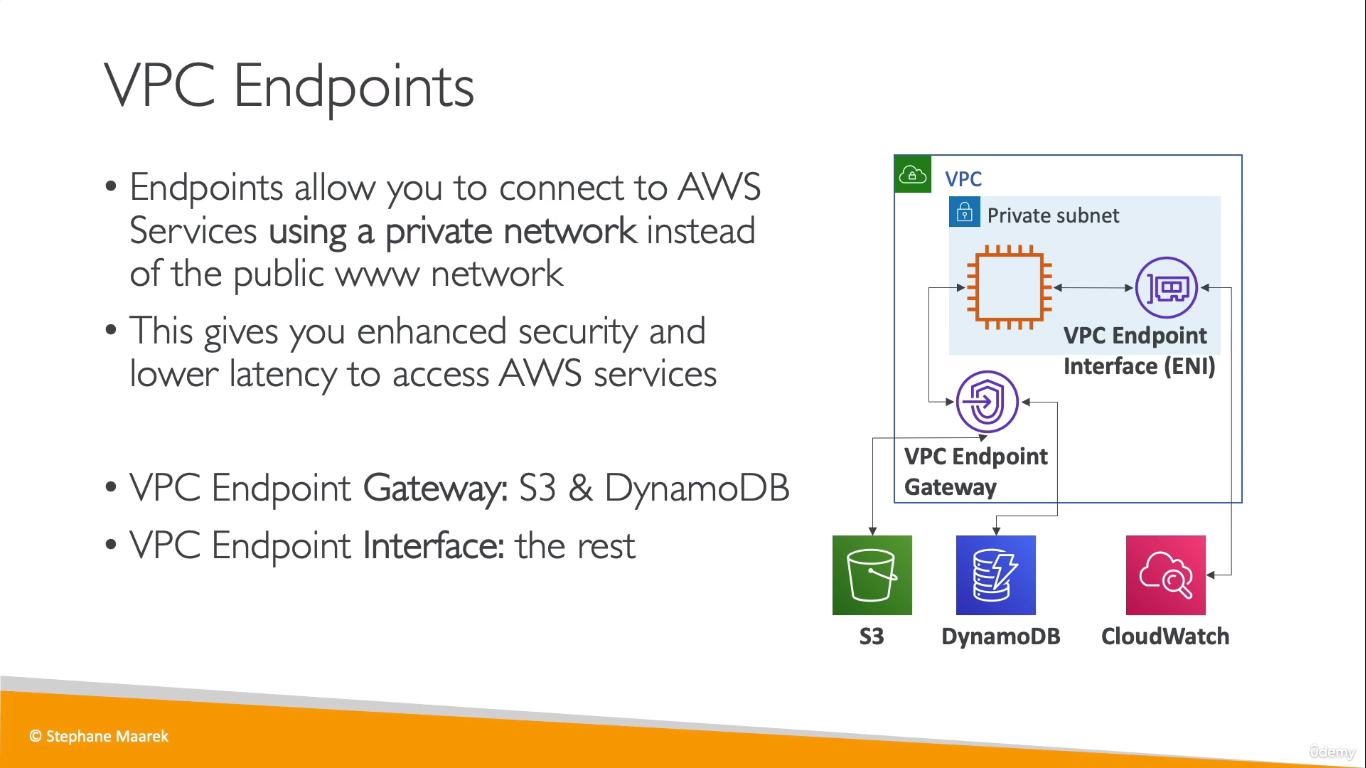 VPC Endpoints
• Endpoints allow you to connect to AWS
Services using a private network instead
of the public www network
• This gives you enhanced security and
lower latency to access AWS services
• VPC Endpoint Gateway: S3 & DynamoDB
• VPC Endpoint Interface: the rest
VPC
Private subnet
VPC Endpoint
Interface (ENI)
VPC Endpoint
Gateway
S3
DynamoDB
CloudWatch
© Stephane Maarek
ûdemy